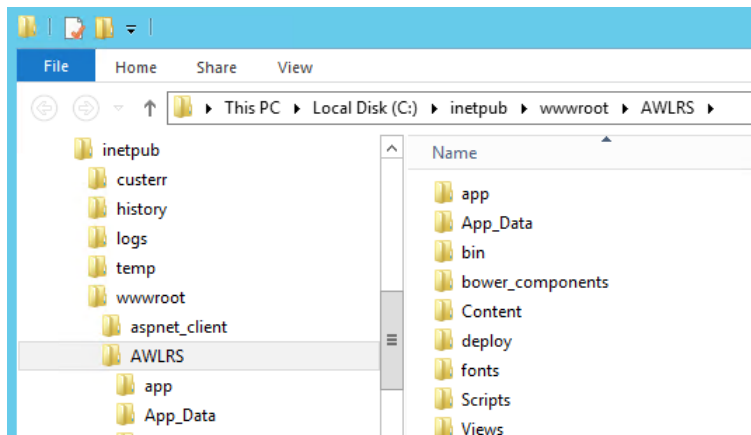 File Home Share View
This PC Local Disk (C:) inetpub wwwroot AWLRS
inetpub
custerr
history
logs
temp
wwwroot
aspnet_client
AWLRS
app
App_Data
Name
app
App_Data
bin
bower_components
Content
deploy
fonts
Scripts
Views